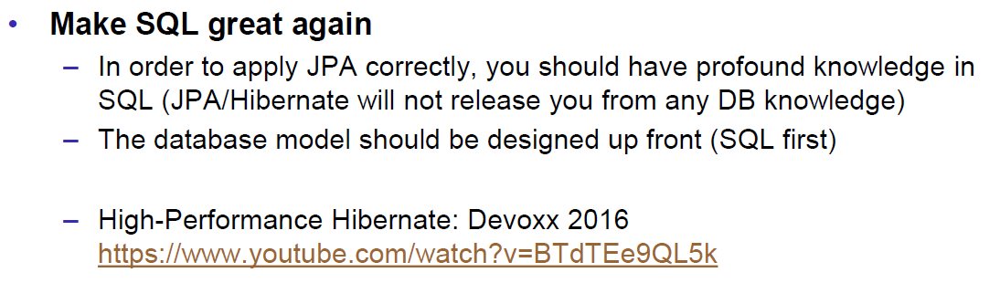 • Make SQL great again
– In order to apply JPA correctly, you should have profound knowledge in
SQL (JPA/Hibernate will not release you from any DB knowledge)
– The database model should be designed up front (SQL first)
– High-Performance Hibernate: Devoxx 2016
https://www.youtube.com/watch?v=BTdTEe9QL5k